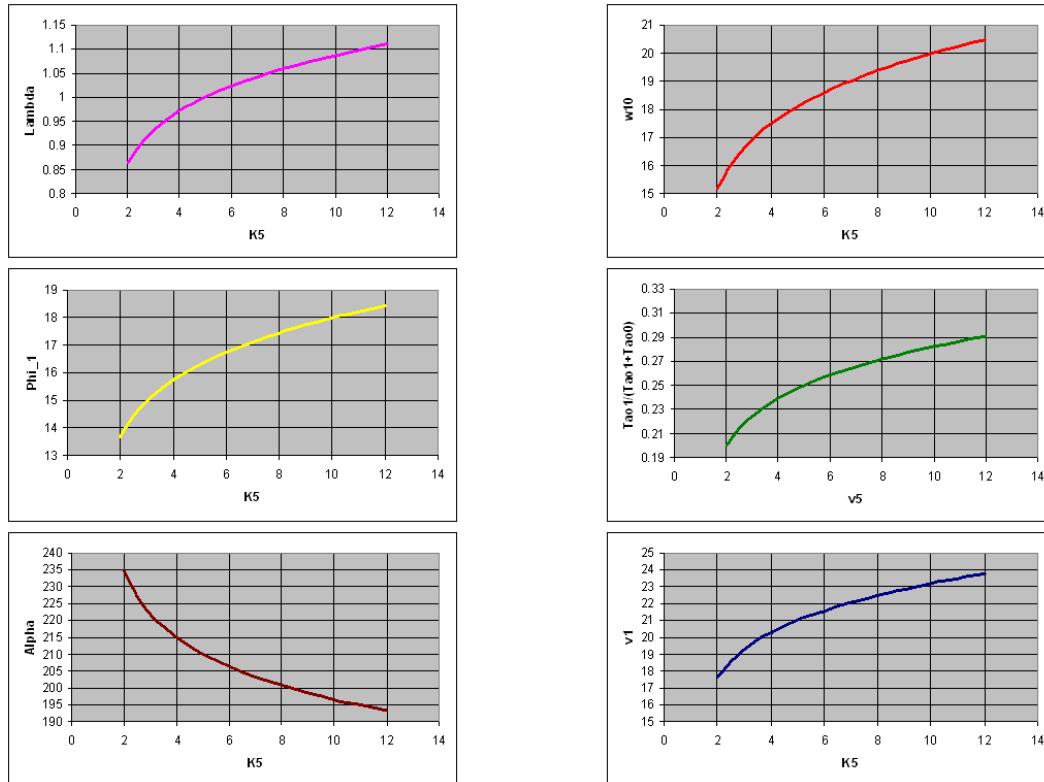 1.15
1.1
1.05
1
0.95
0.9
0.85
0.8
Lambda
0 2 4 6 8 10 12 14
K5
21
20
19
18
17
16
15
w10
0 2 4 6 8 10 12 14
K5
19
18
17
16
15
14
13
Phi_1
0 2 4 6 8 10 12 14
K5
0.33
0.31
0.29
0.27
0.25
0.23
0.21
0.19
Tao1/(Tao1+Tao0)
0 2 4 6 8 10 12 14
v5
240
235
230
225
220
215
210
205
200
195
190
Alpha
0 2 4 6 8 10 12 14
K5
25
24
23
22
21
20
19
18
17
16
15
v1
0 2 4 6 8 10 12 14
K5